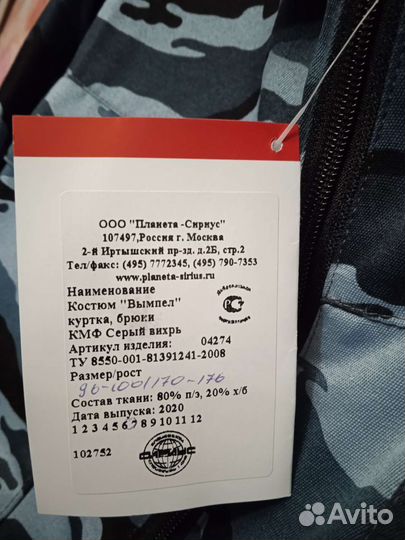 ООО "Планета -Сириус"
107497,Россия г. Москва
2-й Иртышский пр-зд, д.2Б, стр.2
Тел/факс: (495) 7772345, (495) 790-7353
www.planeta-sirius.ru
Наименование
Костюм "Вымпел"
куртка, брюки
КМФ Серый вихрь
Артикул изделия: 04274
ТУ 8550-001-81391241-2008
Размер/рост
96-100/170-176
Состав ткани: 80% п/э, 20% х/б
Дата выпуска: 2020
1 2 3 4 5 6 7 8 9 10 11 12
102752
СИРИУС
Avito